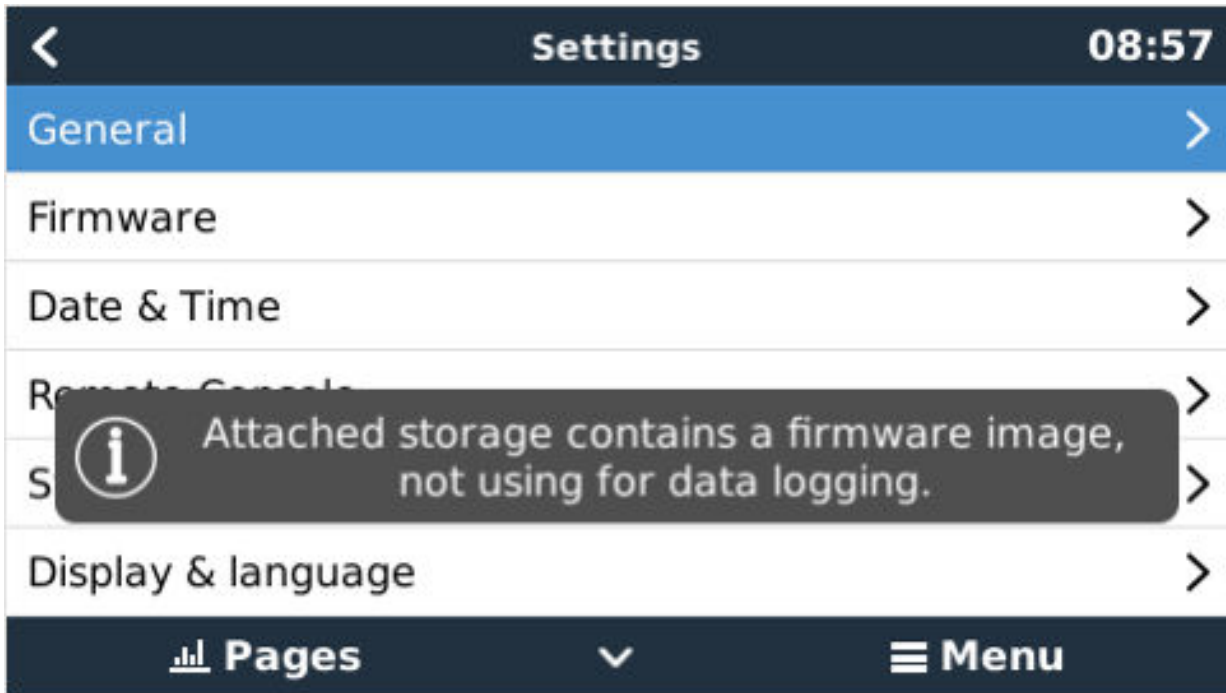 Settings 08:57
General
Firmware
Date & Time
Attached storage contains a firmware image,
not using for data logging.
Display & language
Pages Menu